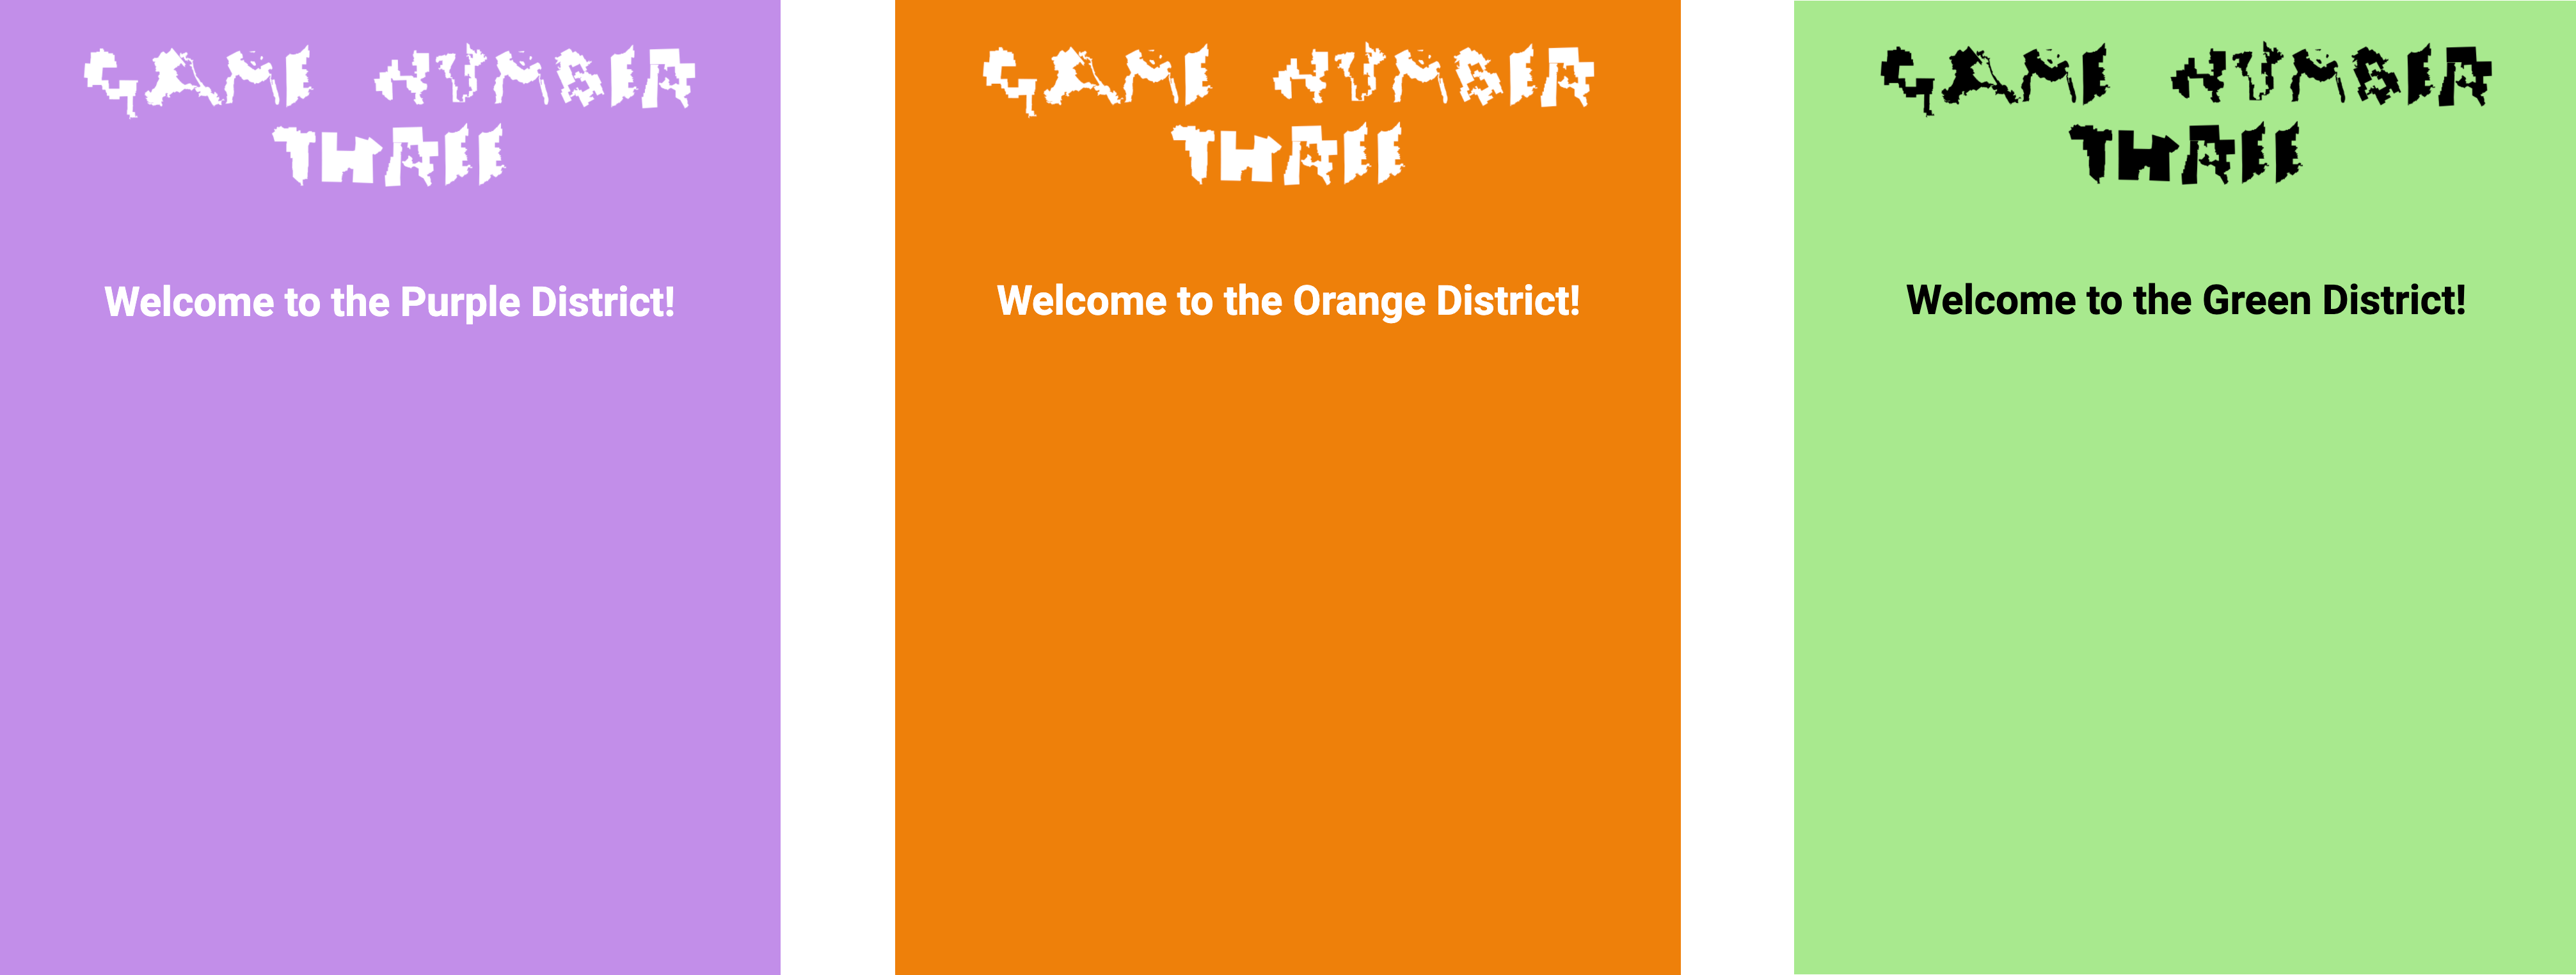 GAME NUMBER
THREE
Welcome to the Purple District!
GAME NUMBER
THREE
Welcome to the Orange District!
GAME NUMBER
THREE
Welcome to the Green District!